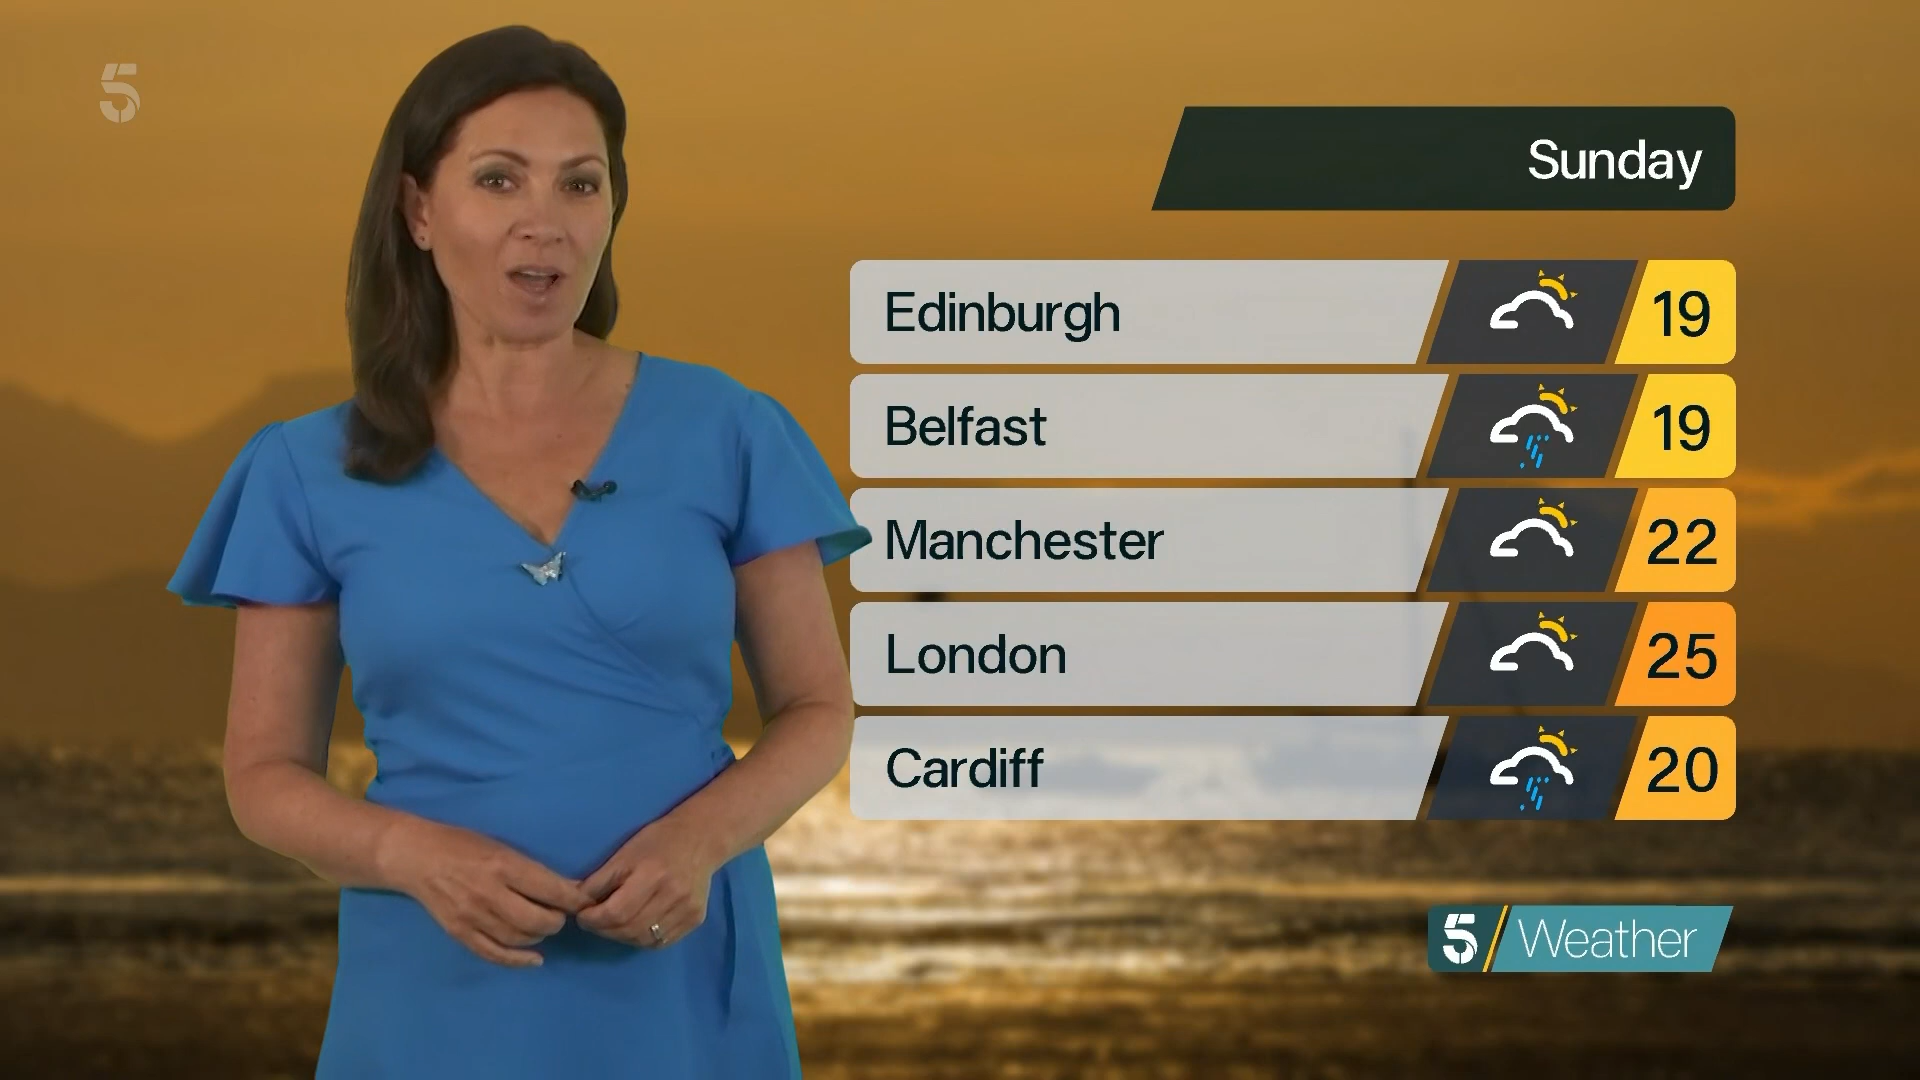 5
Sunday
Edinburgh 19
Belfast 19
Manchester 22
London 25
Cardiff 20
5 Weather